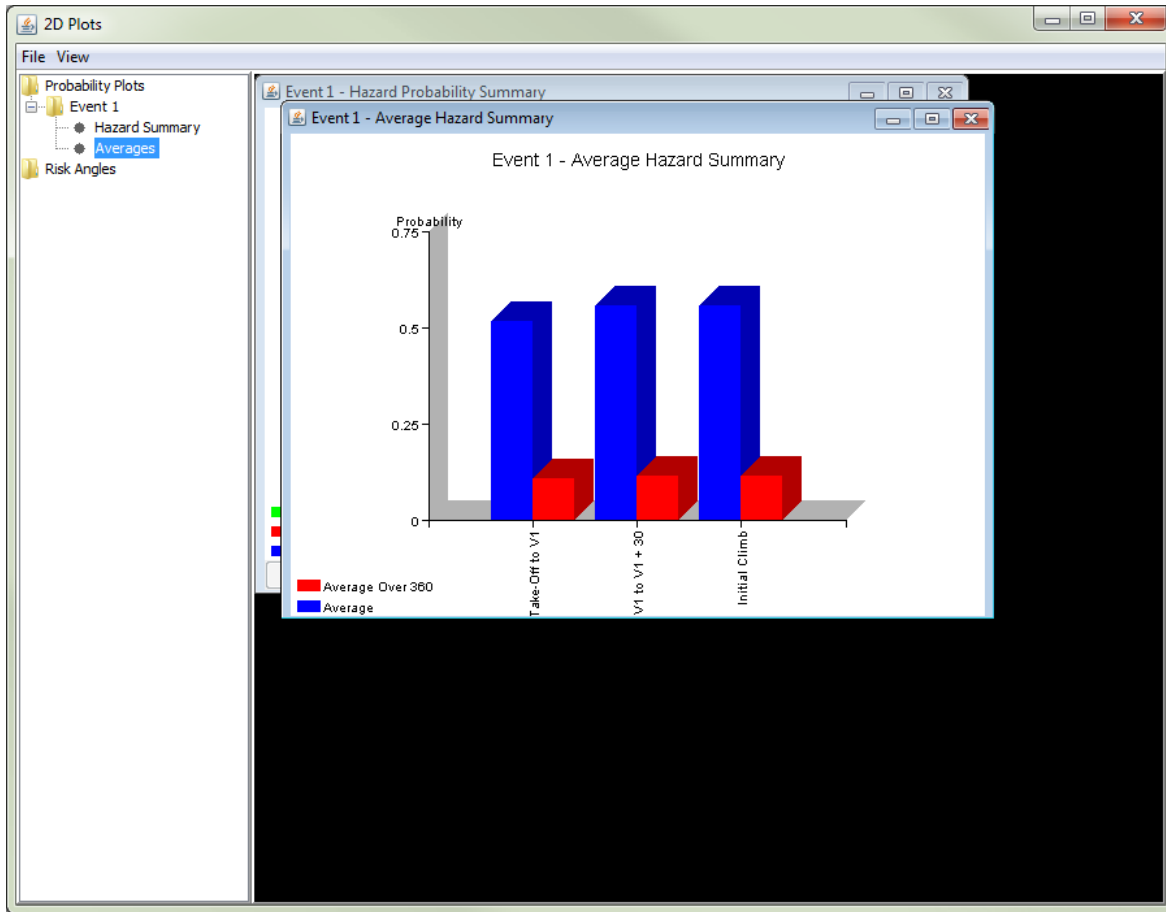 2D Plots
File View
Probability Plots
Event 1
Hazard Summary
Averages
Risk Angles
Event 1 - Hazard Probability Summary
Event 1 - Average Hazard Summary
Event 1 - Average Hazard Summary
Probability
0.75
0.5
0.25
0
Take-Off to V1
V1 to V1 + 30
Initial Climb
Average Over 360
Average